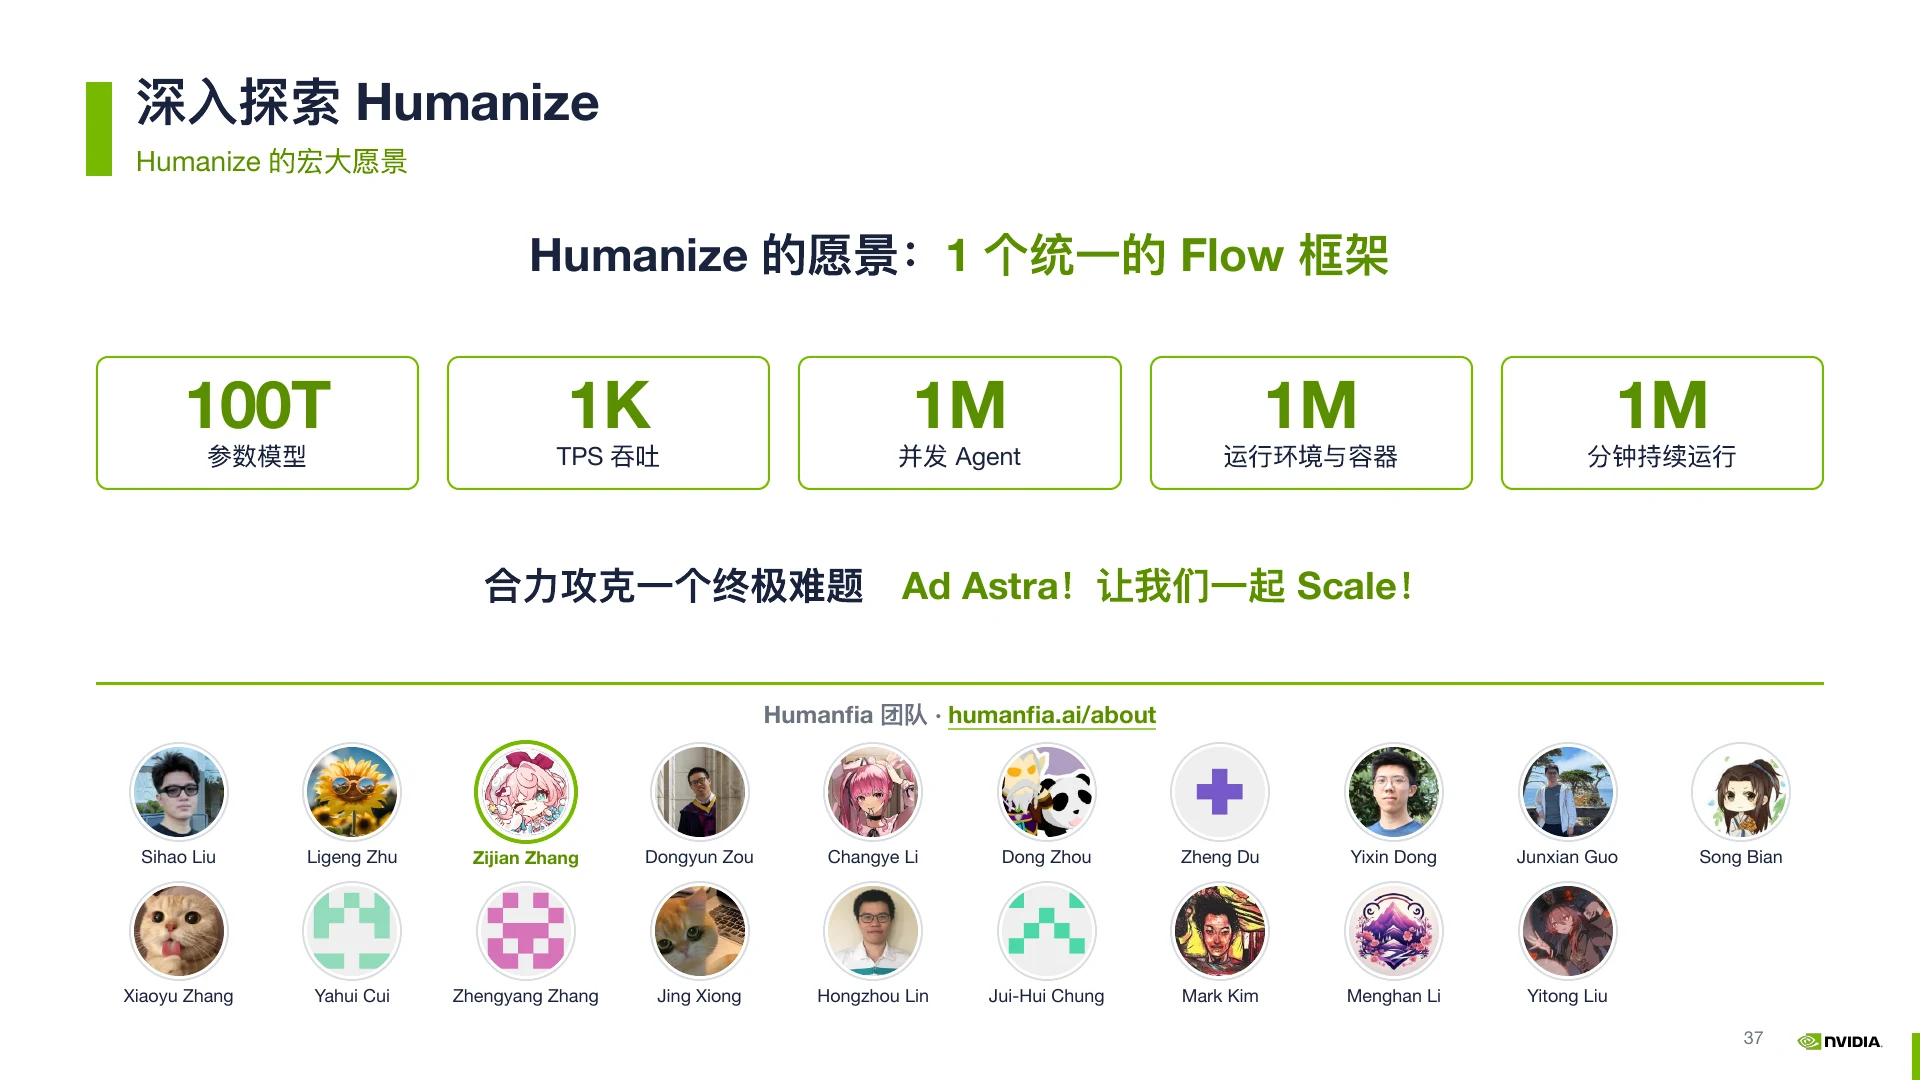 深入探索 Humanize
Humanize 的宏大愿景
Humanize 的愿景：1 个统一的 Flow 框架
100T
参数模型
1K
TPS 吞吐
1M
并发 Agent
1M
运行环境与容器
1M
分钟持续运行
合力攻克一个终极难题 Ad Astra！让我们一起 Scale！
Humanfia 团队 · humanfia.ai/about
Sihao Liu
Ligeng Zhu
Zijian Zhang
Dongyun Zou
Changye Li
Dong Zhou
Zheng Du
Yixin Dong
Junxian Guo
Song Bian
Xiaoyu Zhang
Yahui Cui
Zhengyang Zhang
Jing Xiong
Hongzhou Lin
Jui-Hui Chung
Mark Kim
Menghan Li
Yitong Liu
37
NVIDIA